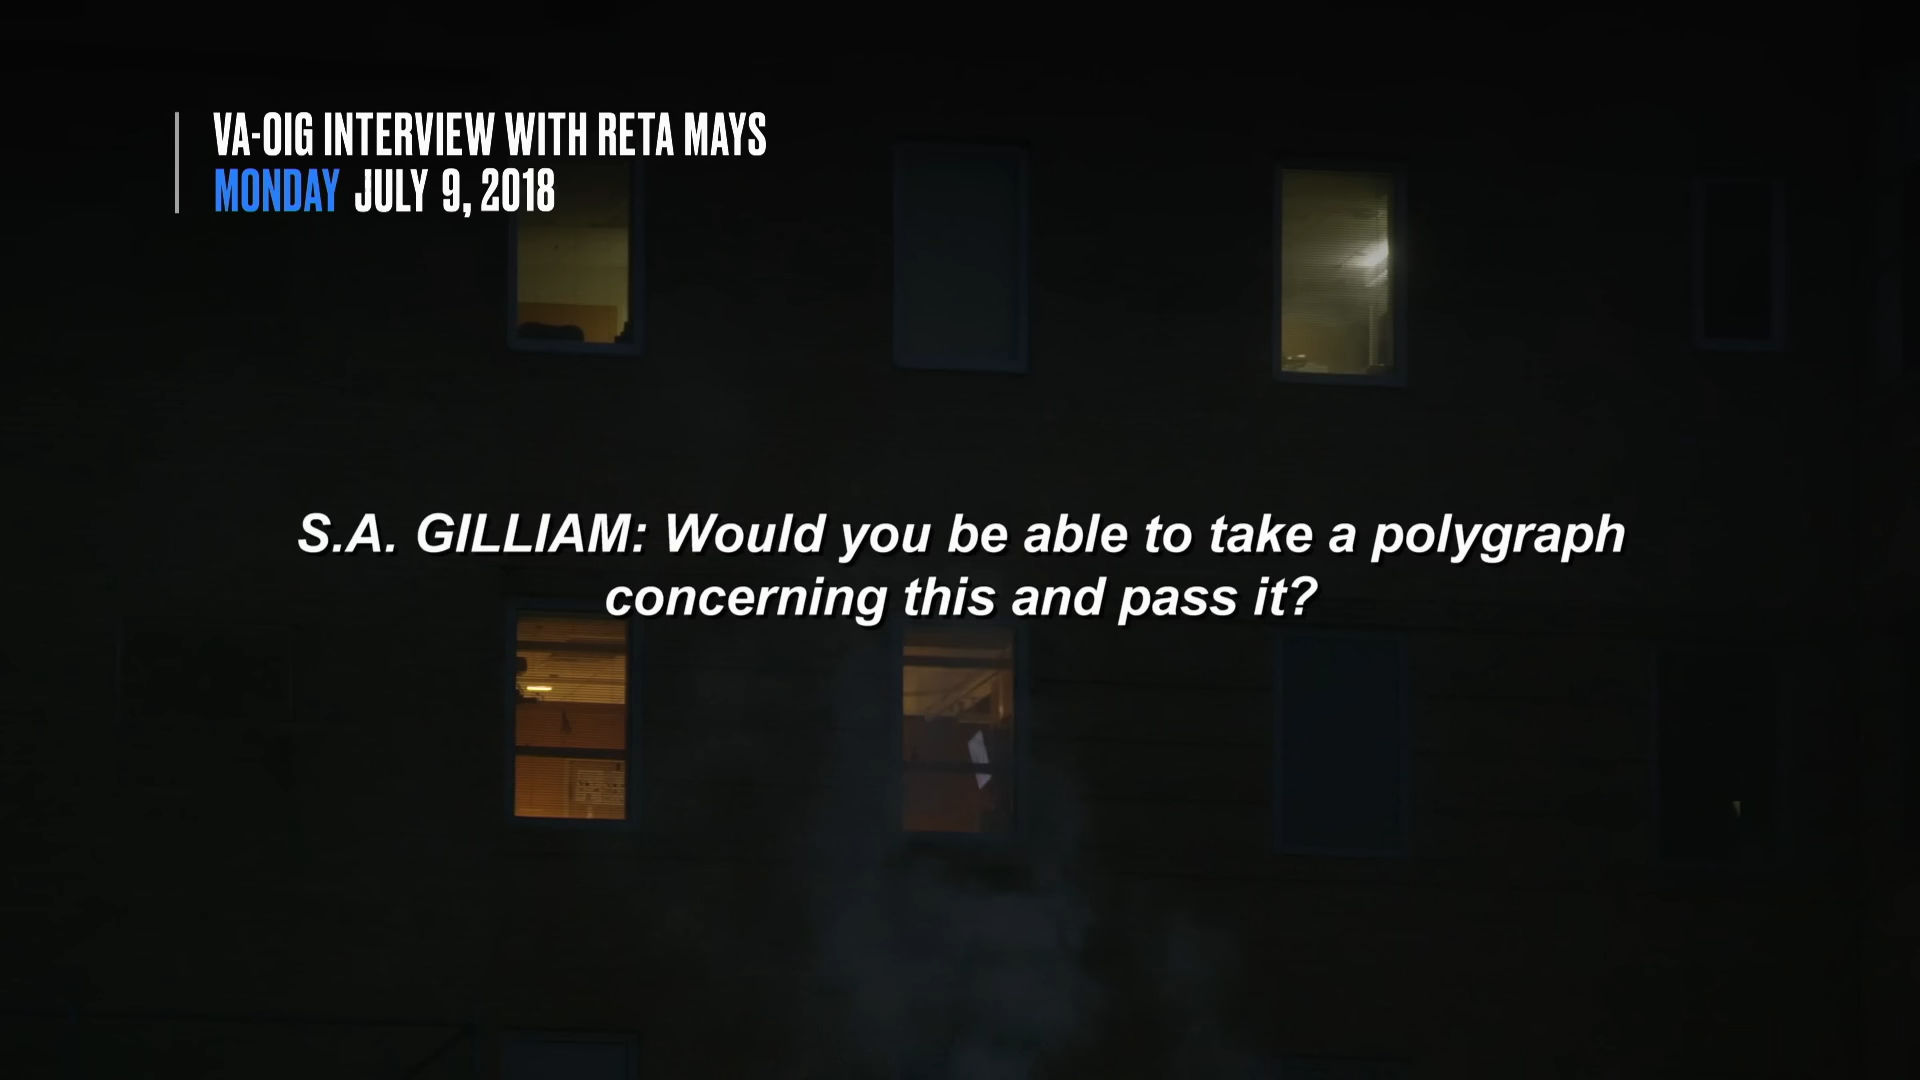 VA-OIG INTERVIEW WITH RETA MAYS
MONDAY JULY 9, 2018
S.A. GILLIAM: Would you be able to take a polygraph
concerning this and pass it?